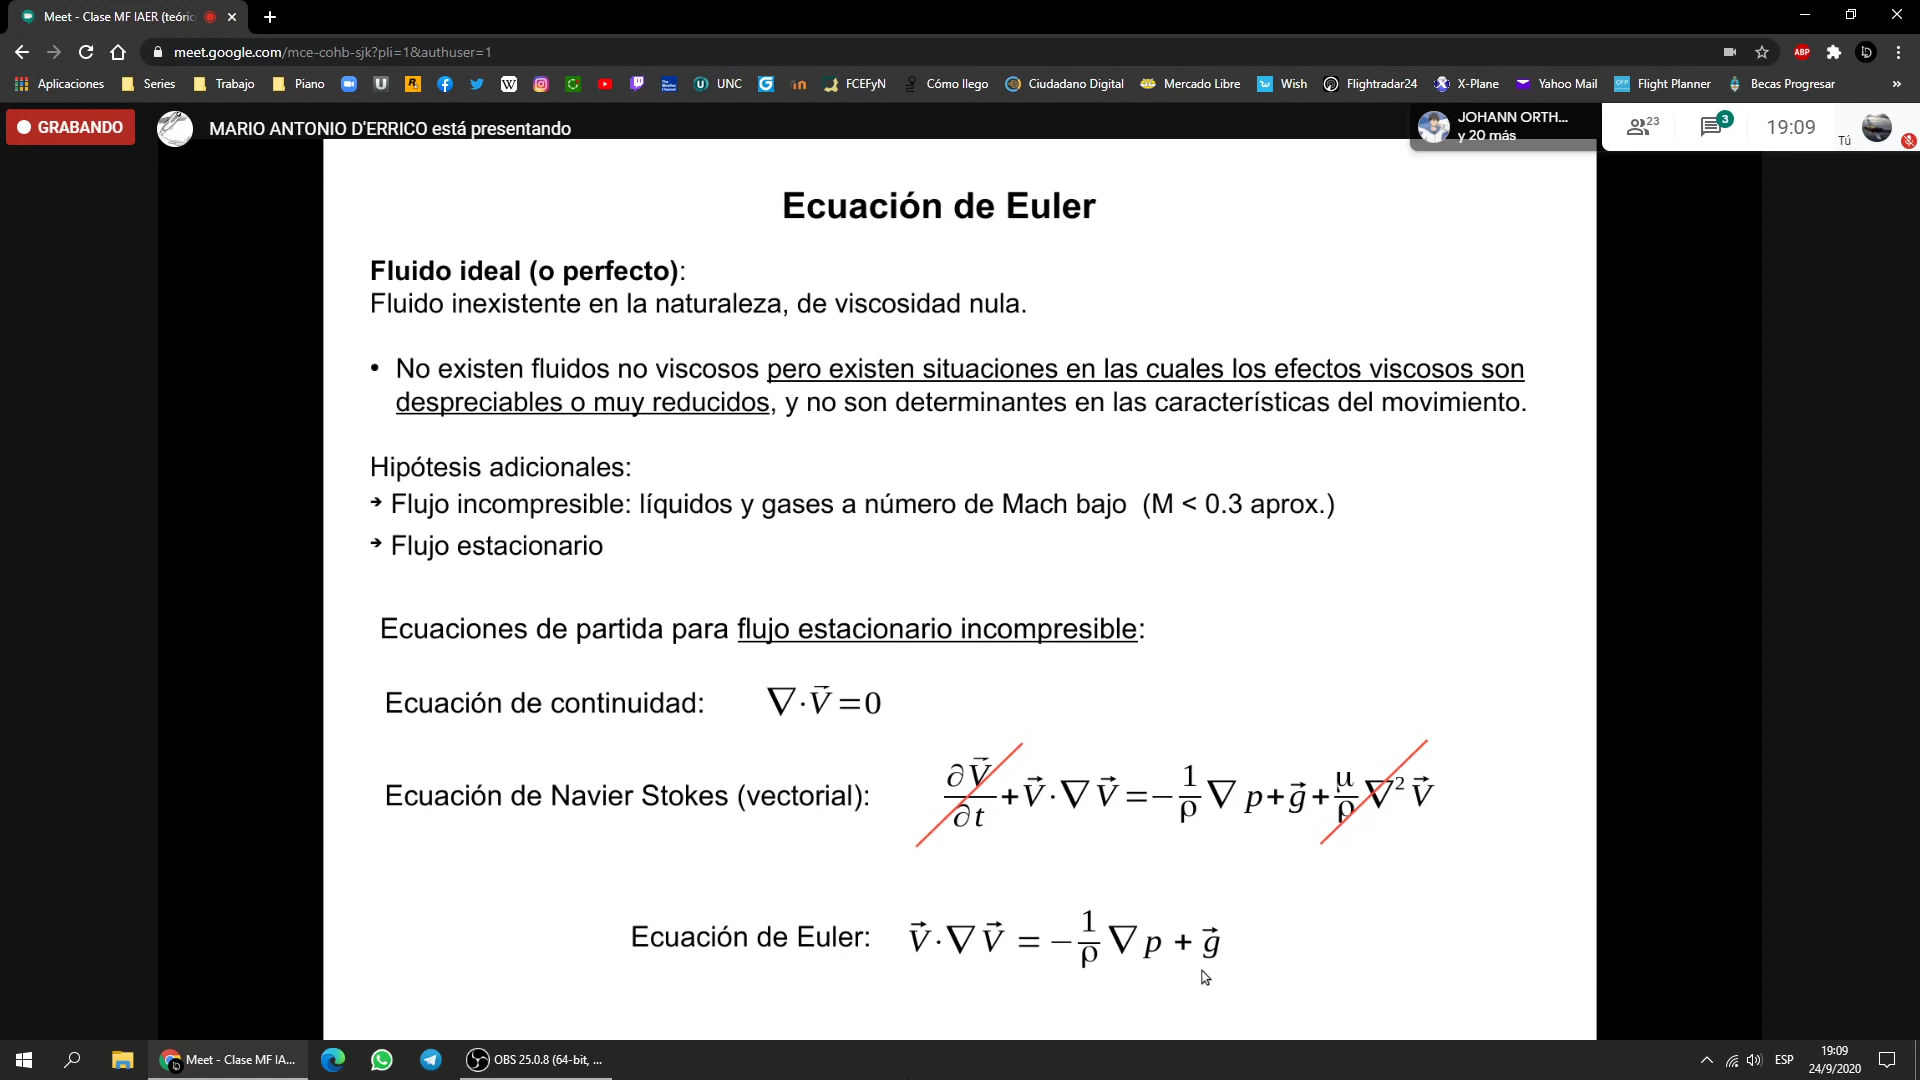 Meet - Clase MF IAER (teóric
meet.google.com/mce-cohb-sjk?pli=1&authuser=1
ABP
Aplicaciones Series Trabajo Piano UNC FCEFyN Cómo llego Ciudadano Digital Mercado Libre Wish Flightradar24 X-Plane Yahoo Mail Flight Planner Becas Progresar »
GRABANDO
MARIO ANTONIO D'ERRICO está presentando
JOHANN ORTH...
y 20 más
23
3
19:09
Tú
Ecuación de Euler
Fluido ideal (o perfecto):
Fluido inexistente en la naturaleza, de viscosidad nula.
• No existen fluidos no viscosos pero existen situaciones en las cuales los efectos viscosos son
despreciables o muy reducidos, y no son determinantes en las características del movimiento.
Hipótesis adicionales:
➔ Flujo incompresible: líquidos y gases a número de Mach bajo (M < 0.3 aprox.)
➔ Flujo estacionario
Ecuaciones de partida para flujo estacionario incompresible:
Ecuación de continuidad: ∇·V⃗ =0
Ecuación de Navier Stokes (vectorial): ∂V⃗/∂t + V⃗·∇V⃗ = −1/ρ ∇p + g⃗ + μ/ρ ∇² V⃗
Ecuación de Euler: V⃗·∇V⃗ = −1/ρ ∇p + g⃗
Meet - Clase MF IA...
OBS 25.0.8 (64-bit, ...
ESP
19:09
24/9/2020